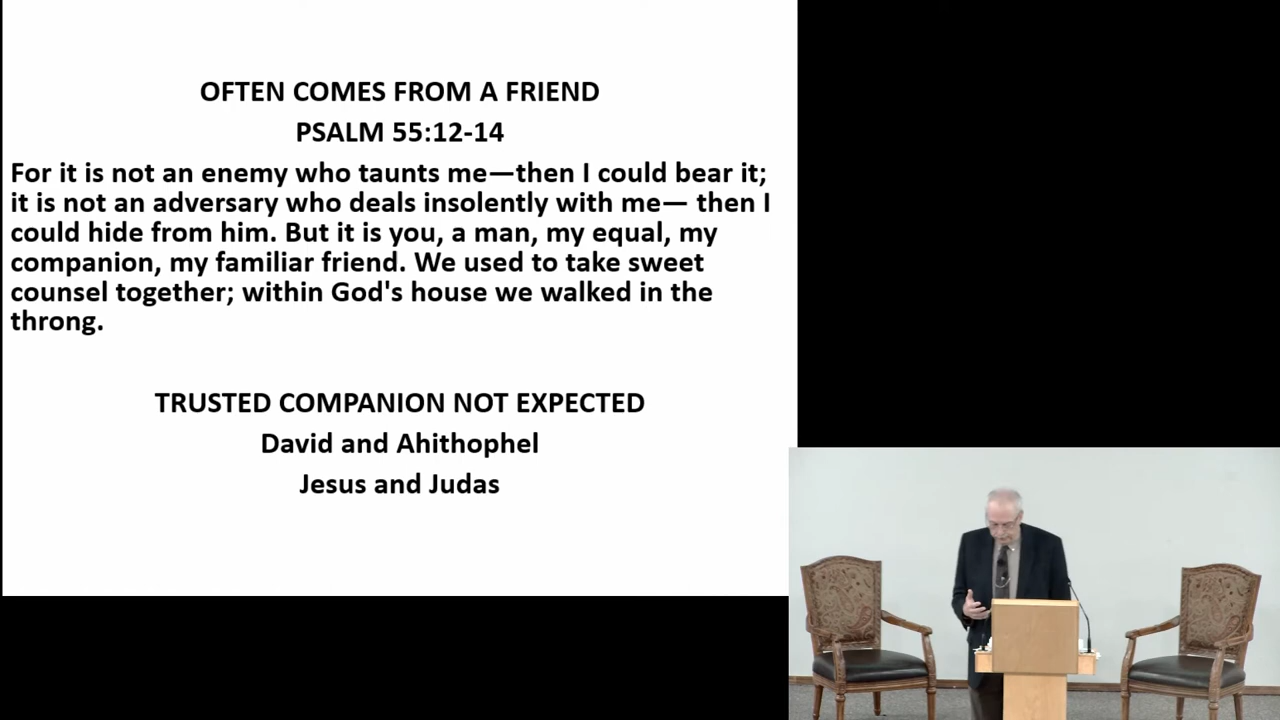 OFTEN COMES FROM A FRIEND
PSALM 55:12-14
For it is not an enemy who taunts me—then I could bear it;
it is not an adversary who deals insolently with me— then I
could hide from him. But it is you, a man, my equal, my
companion, my familiar friend. We used to take sweet
counsel together; within God's house we walked in the
throng.
TRUSTED COMPANION NOT EXPECTED
David and Ahithophel
Jesus and Judas